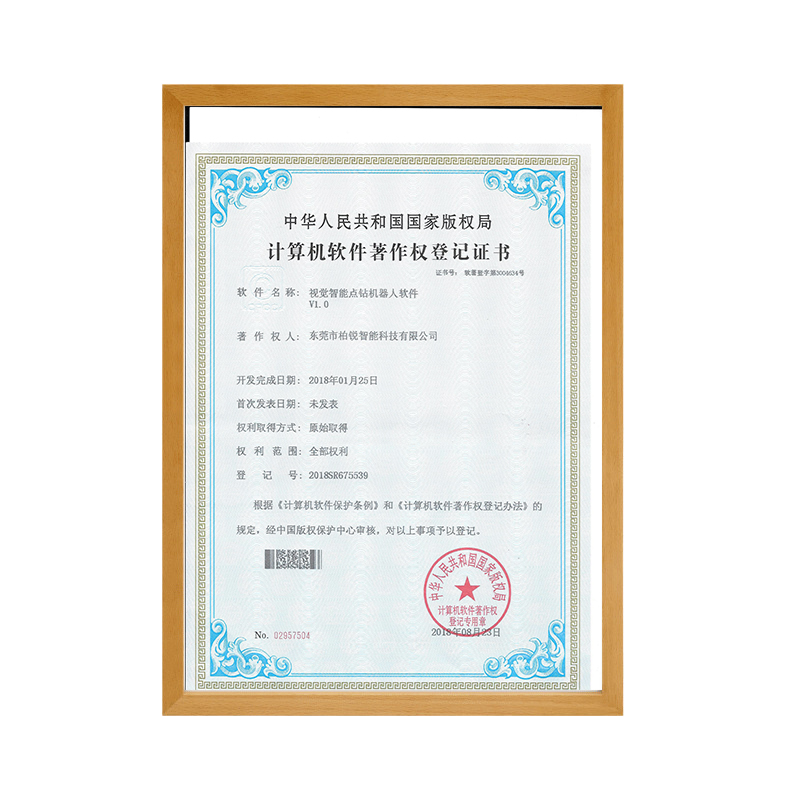 中华人民共和国国家版权局
计算机软件著作权登记证书
证书号： 软著登字第3004634号
软件名称： 视觉智能点钻机器人软件
V1.0
著作权人： 东莞市柏锐智能科技有限公司
开发完成日期： 2018年01月25日
首次发表日期： 未发表
权利取得方式： 原始取得
权利范围： 全部权利
登记号： 2018SR675539
根据《计算机软件保护条例》和《计算机软件著作权登记办法》的
规定，经中国版权保护中心审核，对以上事项予以登记。
中华人民共和国国家版权局
计算机软件著作权
登记专用章
No. 02957504
2018年08月23日